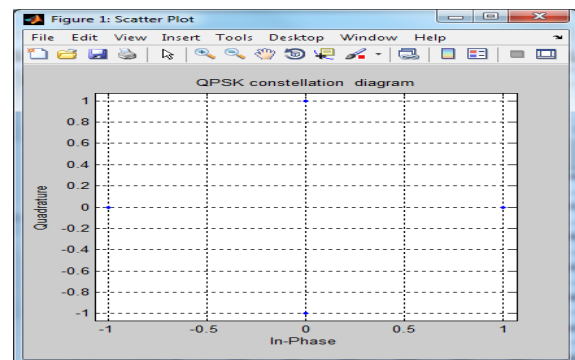 Figure 1: Scatter Plot
File Edit View Insert Tools Desktop Window Help
QPSK constellation diagram
1
0.8
0.6
0.4
0.2
0
-0.2
-0.4
-0.6
-0.8
-1
Quadrature
-1 -0.5 0 0.5 1
In-Phase